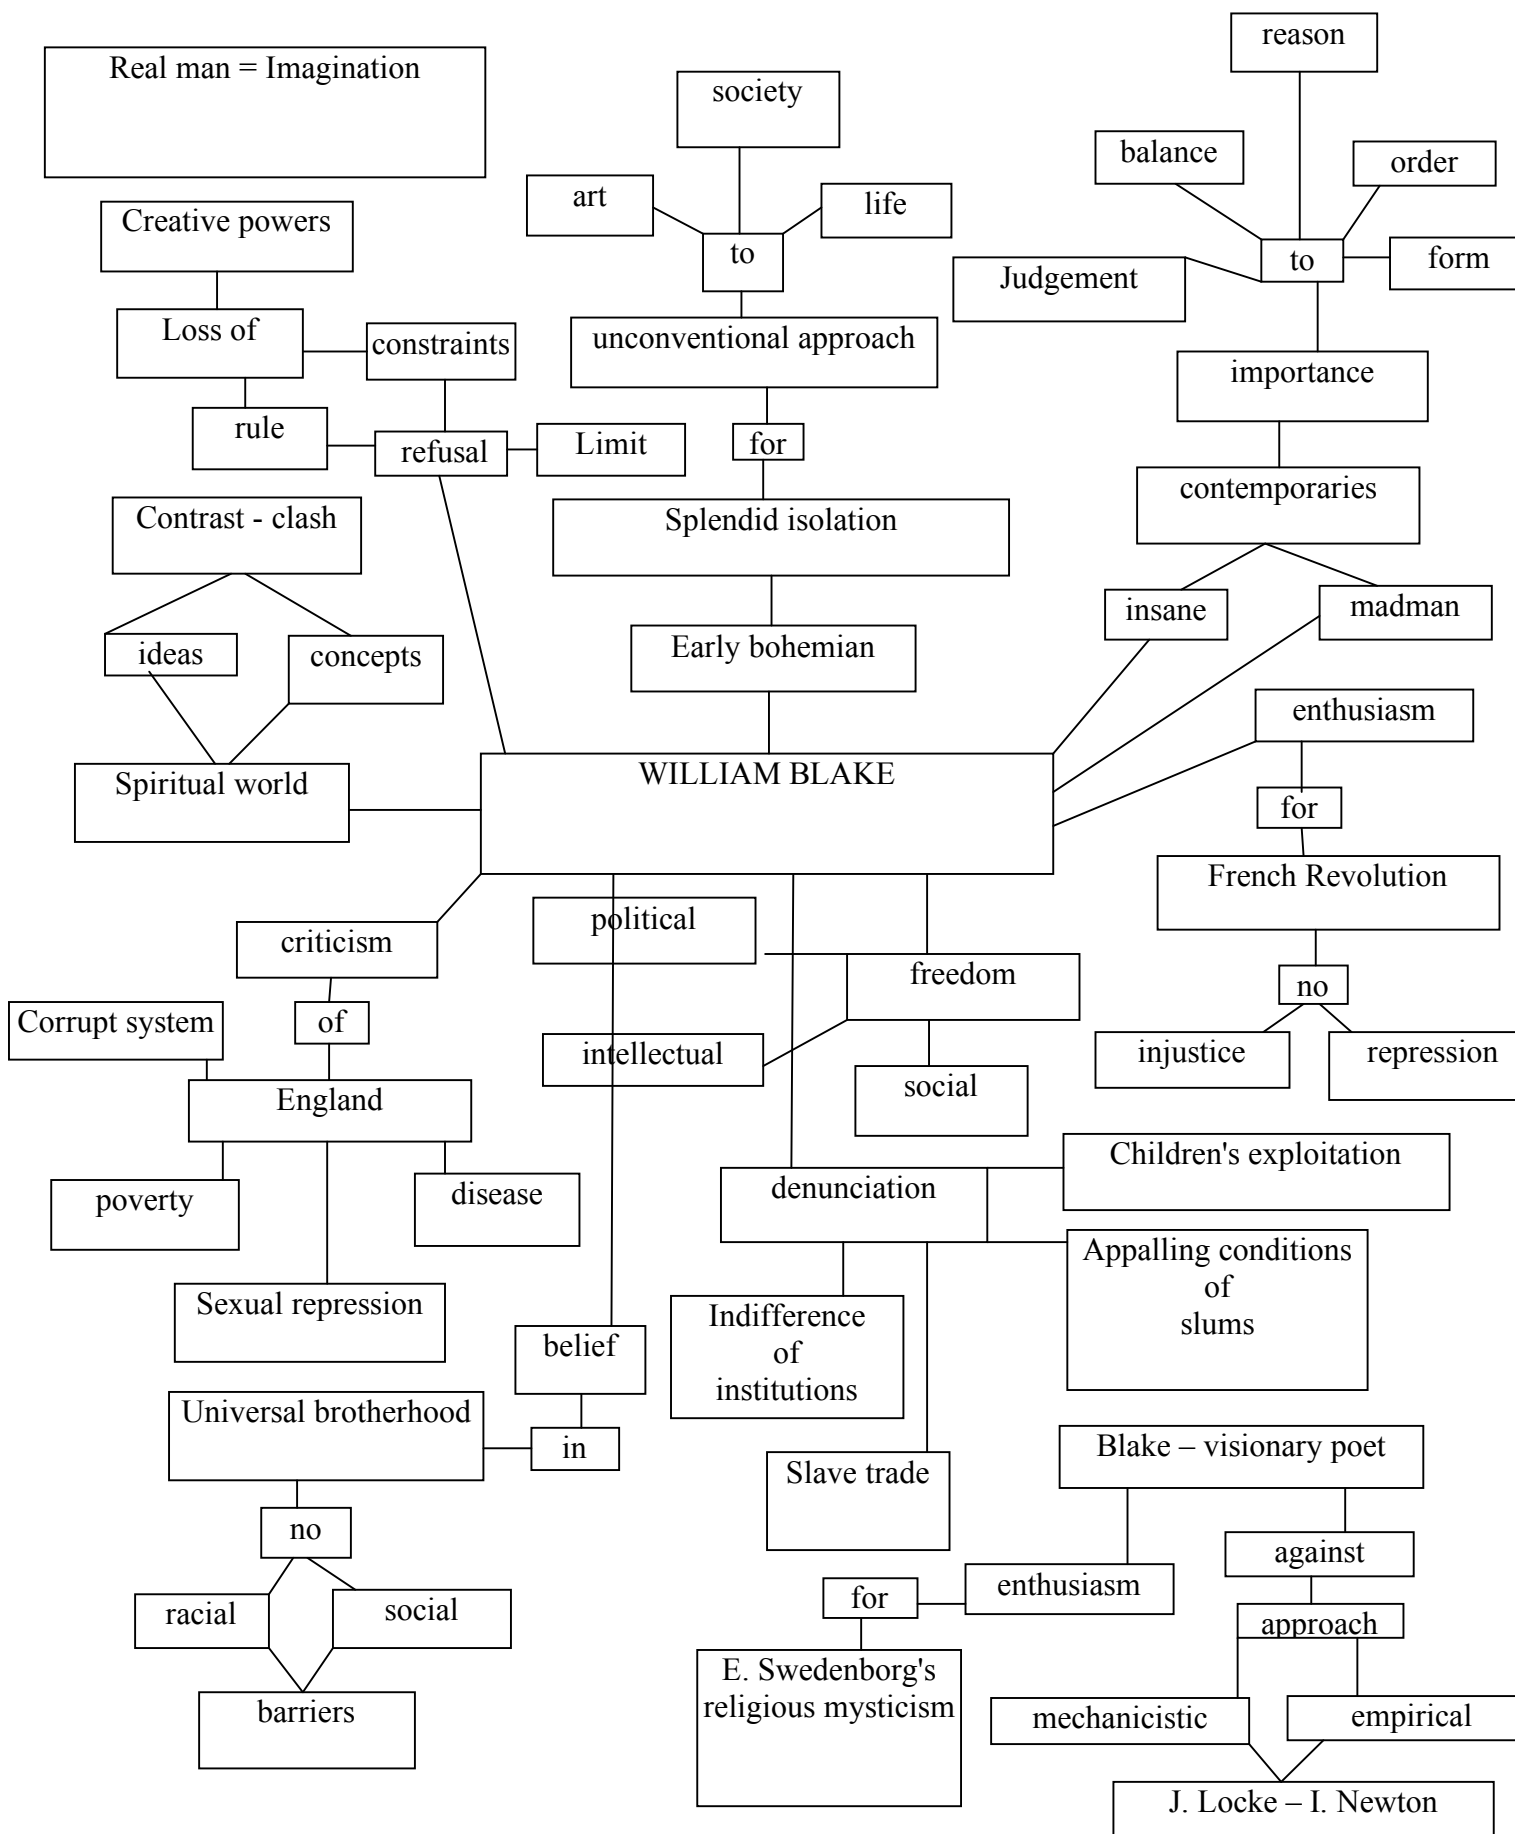 reason
Real man = Imagination
society
balance
order
art
life
Creative powers
to
to
form
Judgement
Loss of
constraints
unconventional approach
importance
rule
refusal
Limit
for
contemporaries
Contrast - clash
Splendid isolation
insane
madman
ideas
concepts
Early bohemian
enthusiasm
Spiritual world
WILLIAM BLAKE
for
French Revolution
political
criticism
freedom
no
Corrupt system
of
intellectual
injustice
repression
England
social
Children's exploitation
poverty
disease
denunciation
Appalling conditions
of
slums
Sexual repression
Indifference
of
institutions
belief
Universal brotherhood
in
Blake – visionary poet
Slave trade
no
against
racial
social
for
enthusiasm
approach
E. Swedenborg's
religious mysticism
barriers
mechanicistic
empirical
J. Locke – I. Newton